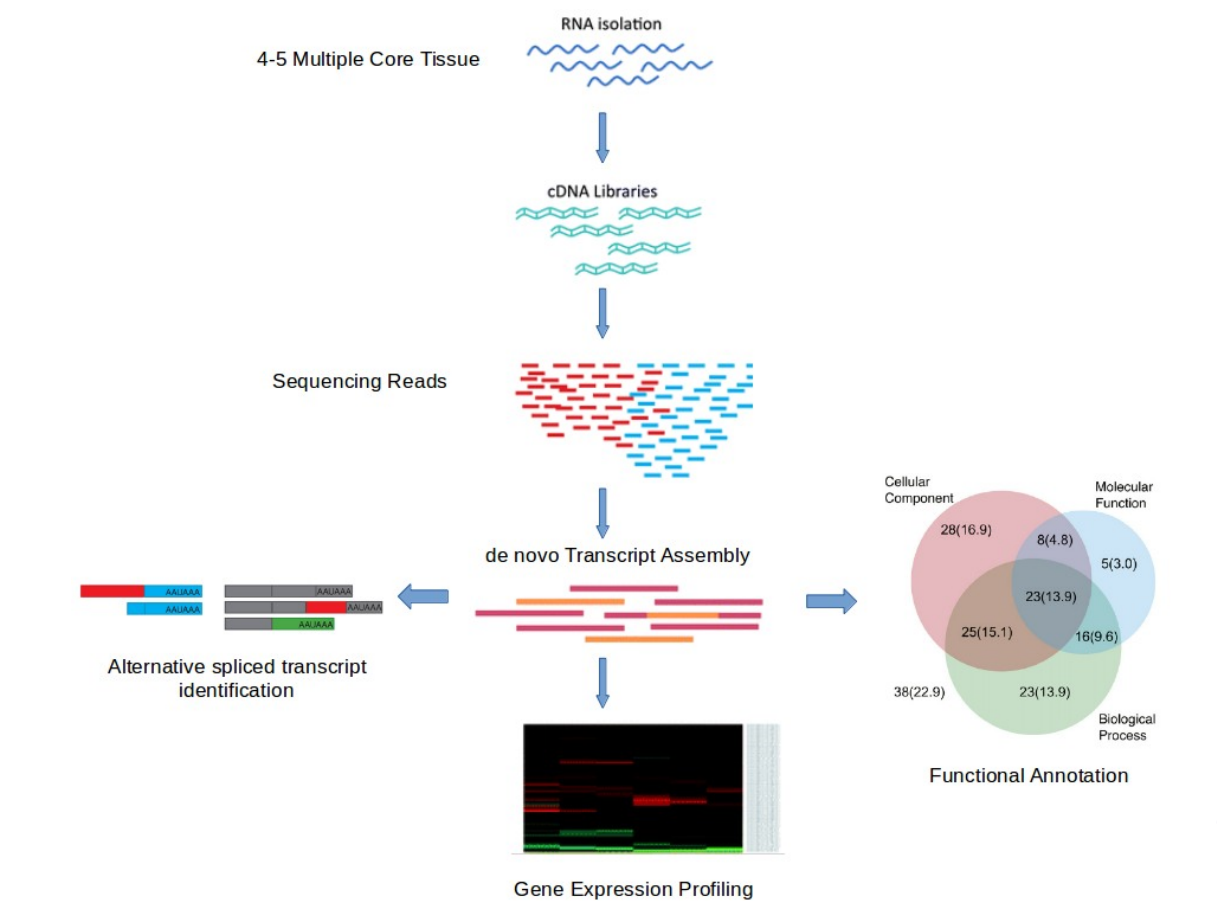 RNA isolation
4-5 Multiple Core Tissue
cDNA Libraries
Sequencing Reads
de novo Transcript Assembly
AAUAAA
AAUAAA
AAUAAA
AAUAAA
AAUAAA
Alternative spliced transcript
identification
Cellular
Component
Molecular
Function
28(16.9)
8(4.8)
5(3.0)
23(13.9)
25(15.1)
16(9.6)
38(22.9)
23(13.9)
Biological
Process
Functional Annotation
Gene Expression Profiling